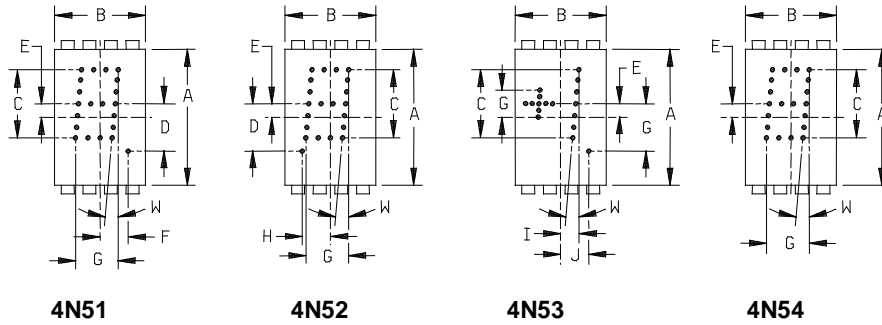 B B B B
E E E E
C A D C A C G A G C A
D
W W W W
F H I
G G J G
4N51 4N52 4N53 4N54